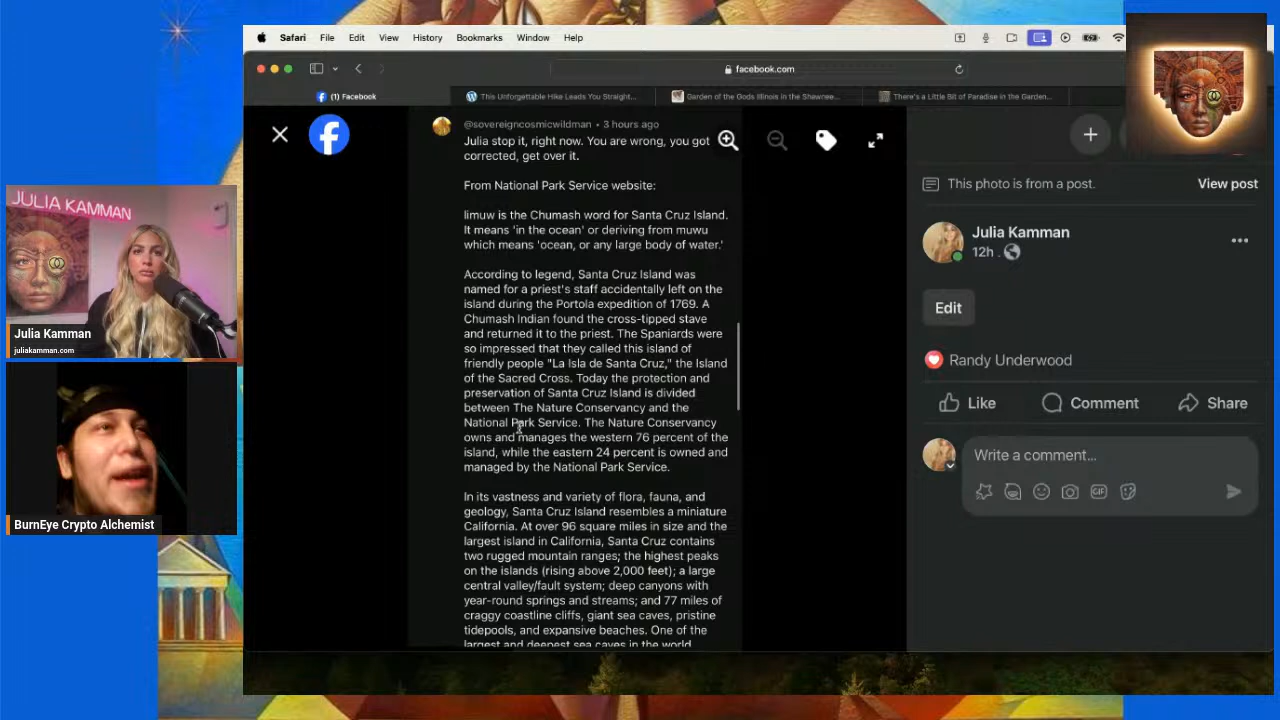 Safari File Edit View History Bookmarks Window Help
facebook.com
(1) Facebook
This Unforgettable Hike Leads You Straight...
Garden of the Gods Illinois in the Shawnee...
There's a Little Bit of Paradise in the Garden...
@sovereigncosmicwildman • 3 hours ago
Julia stop it, right now. You are wrong, you got
corrected, get over it.
From National Park Service website:
limuw is the Chumash word for Santa Cruz Island.
It means 'in the ocean' or deriving from muwu
which means 'ocean, or any large body of water.'
According to legend, Santa Cruz Island was
named for a priest's staff accidentally left on the
island during the Portola expedition of 1769. A
Chumash Indian found the cross-tipped stave
and returned it to the priest. The Spaniards were
so impressed that they called this island of
friendly people "La Isla de Santa Cruz," the Island
of the Sacred Cross. Today the protection and
preservation of Santa Cruz Island is divided
between The Nature Conservancy and the
National Park Service. The Nature Conservancy
owns and manages the western 76 percent of the
island, while the eastern 24 percent is owned and
managed by the National Park Service.
In its vastness and variety of flora, fauna, and
geology, Santa Cruz Island resembles a miniature
California. At over 96 square miles in size and the
largest island in California, Santa Cruz contains
two rugged mountain ranges; the highest peaks
on the islands (rising above 2,000 feet); a large
central valley/fault system; deep canyons with
year-round springs and streams; and 77 miles of
craggy coastline cliffs, giant sea caves, pristine
tidepools, and expansive beaches. One of the
largest and deepest sea caves in the world
This photo is from a post.
View post
Julia Kamman
12h
Edit
Randy Underwood
Like
Comment
Share
Write a comment...
GIF
JULIA KAMMAN
Julia Kamman
juliakamman.com
BurnEye Crypto Alchemist